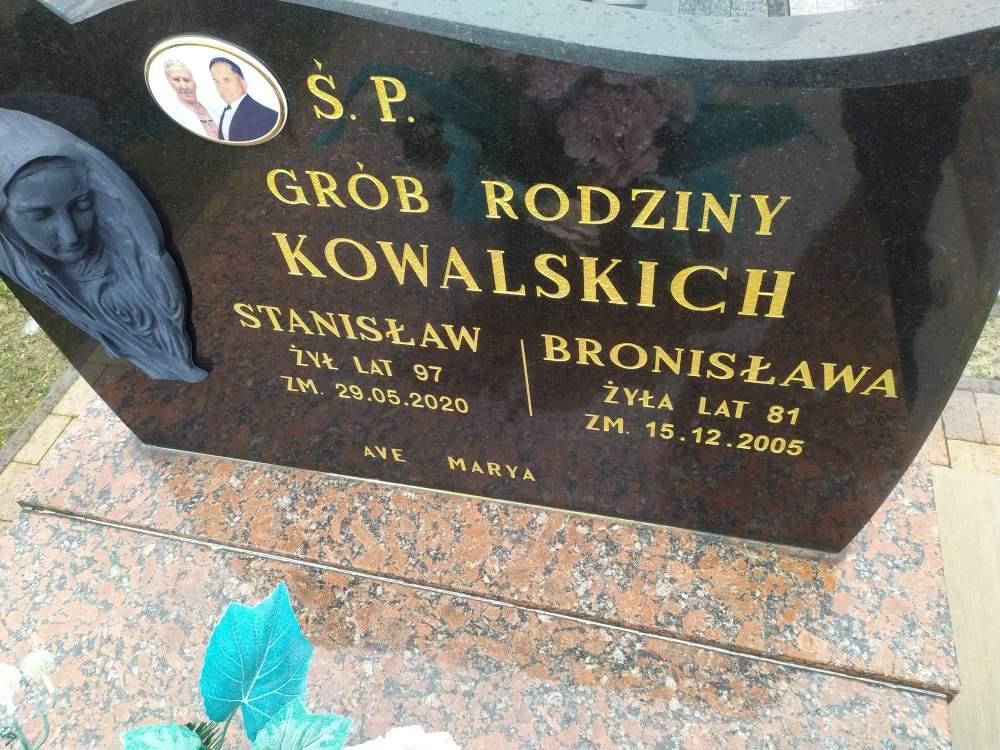 Ś. P.
GRÓB RODZINY
KOWALSKICH
STANISŁAW
ŻYŁ LAT 97
ZM. 29.05.2020
BRONISŁAWA
ŻYŁA LAT 81
ZM. 15.12.2005
AVE MARYA